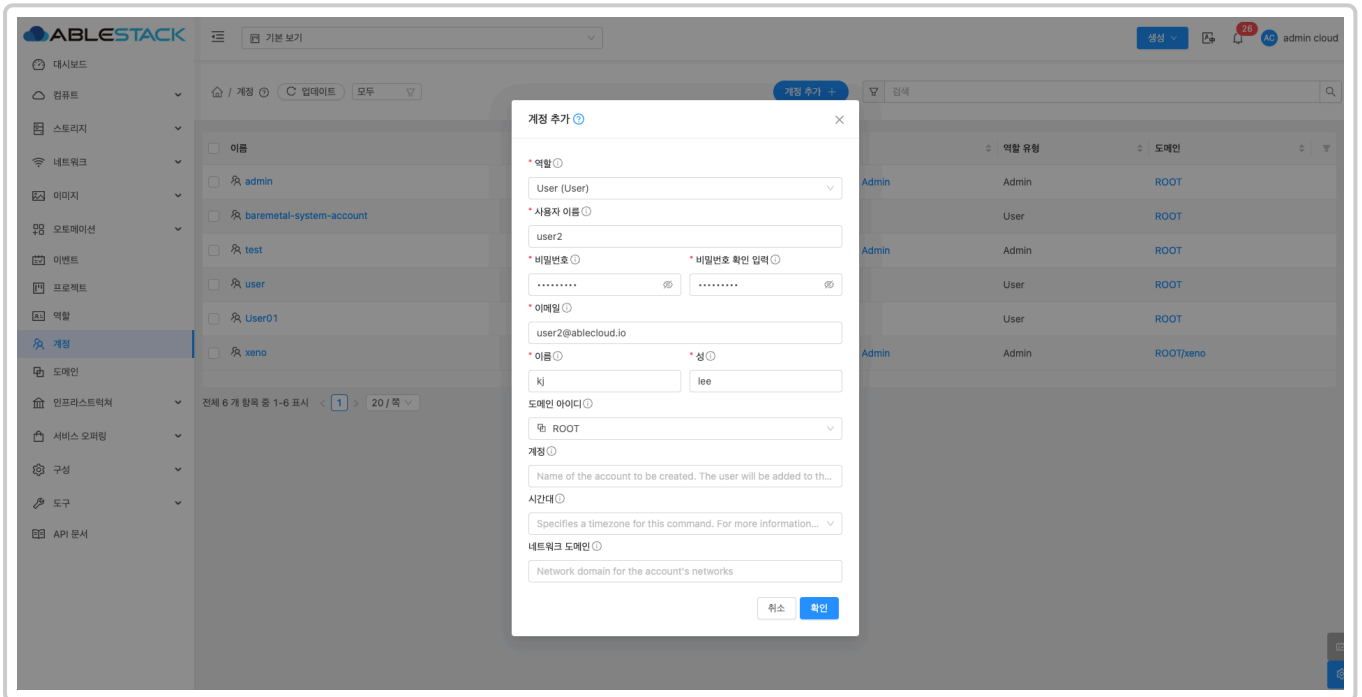 ABLESTACK
기본 보기
생성
26
AC
admin cloud
대시보드
컴퓨트
스토리지
네트워크
이미지
오토메이션
이벤트
프로젝트
역할
계정
도메인
인프라스트럭쳐
서비스 오퍼링
구성
도구
API 문서
/ 계정
업데이트
모두
계정 추가 +
검색
이름
역할 유형
도메인
admin
Admin
Admin
ROOT
baremetal-system-account
User
ROOT
test
Admin
Admin
ROOT
user
User
ROOT
User01
User
ROOT
xeno
Admin
Admin
ROOT/xeno
전체 6 개 항목 중 1-6 표시 < 1 > 20 / 쪽
계정 추가
* 역할
User (User)
* 사용자 이름
user2
* 비밀번호
* 비밀번호 확인 입력
•••••••••
•••••••••
* 이메일
user2@ablecloud.io
* 이름
* 성
kj
lee
도메인 아이디
ROOT
계정
Name of the account to be created. The user will be added to th...
시간대
Specifies a timezone for this command. For more information...
네트워크 도메인
Network domain for the account's networks
취소
확인